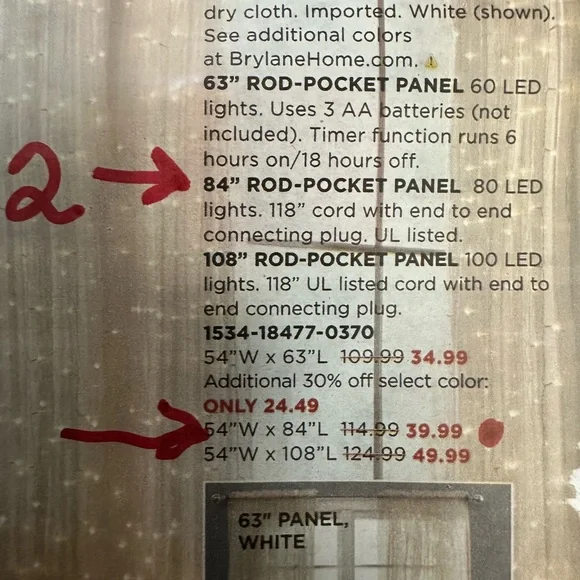 dry cloth. Imported. White (shown).
See additional colors
at BrylaneHome.com. ⚠
63” ROD-POCKET PANEL 60 LED
lights. Uses 3 AA batteries (not
included). Timer function runs 6
hours on/18 hours off.
2
84” ROD-POCKET PANEL 80 LED
lights. 118” cord with end to end
connecting plug. UL listed.
108” ROD-POCKET PANEL 100 LED
lights. 118” UL listed cord with end to
end connecting plug.
1534-18477-0370
54”W x 63”L 109.99 34.99
Additional 30% off select color:
ONLY 24.49
54”W x 84”L 114.99 39.99
54”W x 108”L 124.99 49.99
63” PANEL,
WHITE